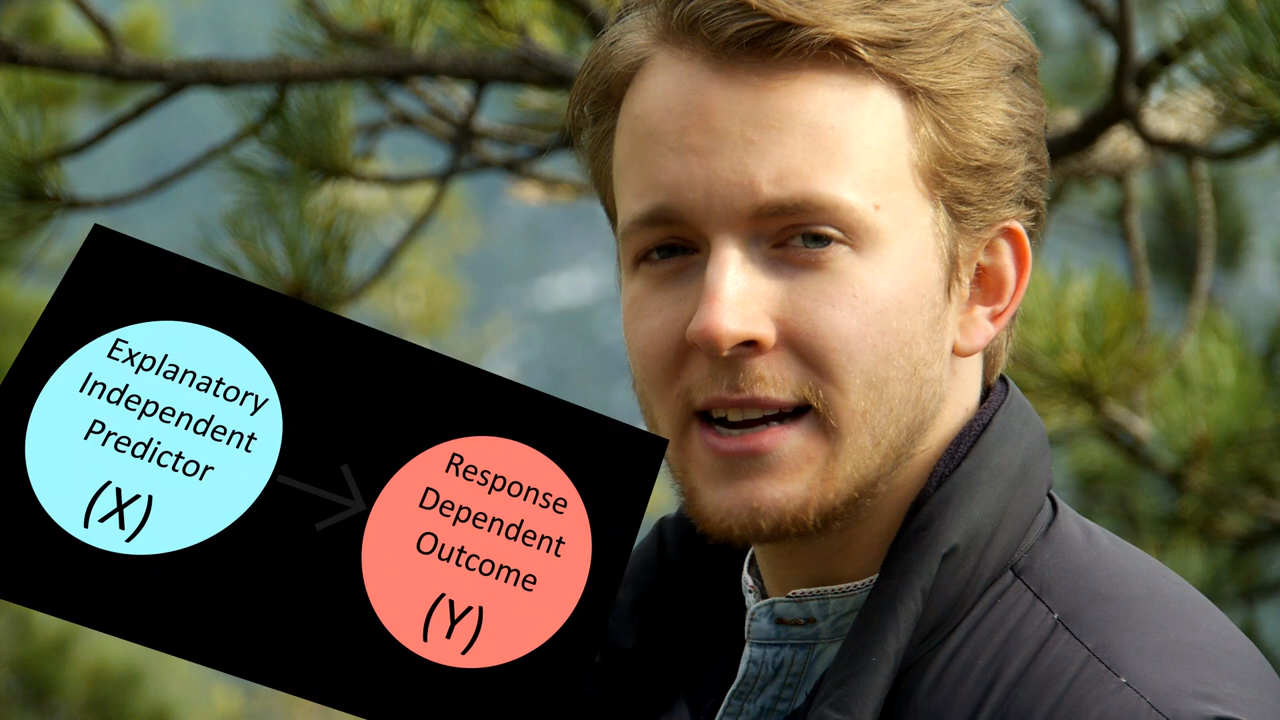 Explanatory
Independent
Predictor
(X)
Response
Dependent
Outcome
(Y)